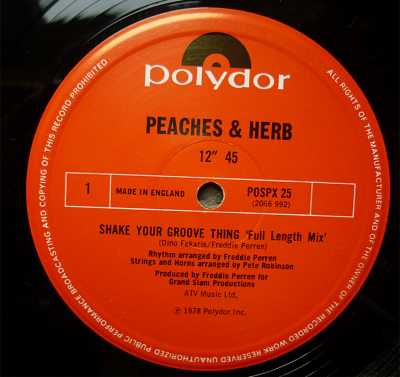 polydor
PEACHES & HERB
12" 45
1
MADE IN ENGLAND
POSPX 25
(2066 992)
SHAKE YOUR GROOVE THING 'Full Length Mix'
(Dino Fekaris/Freddie Perren)
Rhythm arranged by Freddie Perren
Strings and Horns arranged by Pete Robinson
Produced by Freddie Perren for
Grand Slam Productions
ATV Music Ltd.
℗ 1978 Polydor Inc.
ALL RIGHTS OF THE MANUFACTURER AND OF THE OWNER OF THE RECORDED WORK RESERVED UNAUTHORIZED PUBLIC PERFORMANCE BROADCASTING AND COPYING OF THIS RECORD PROHIBITED